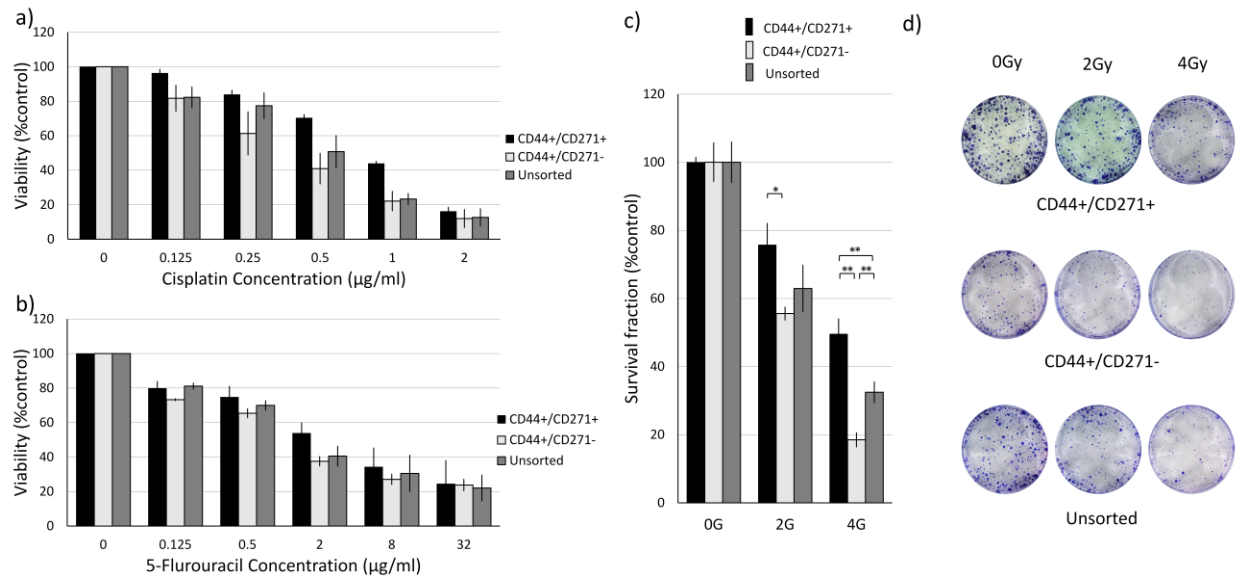 a)
120
100
80
60
40
20
0
Viability (%control)
0 0.125 0.25 0.5 1 2
Cisplatin Concentration (µg/ml)
CD44+/CD271+
CD44+/CD271-
Unsorted
b)
120
100
80
60
40
20
0
Viability (%control)
0 0.125 0.5 2 8 32
5-Flurouracil Concentration (µg/ml)
CD44+/CD271+
CD44+/CD271-
Unsorted
c)
CD44+/CD271+
CD44+/CD271-
Unsorted
120
100
80
60
40
20
0
Survival fraction (%control)
*
**
** **
0G 2G 4G
d)
0Gy 2Gy 4Gy
CD44+/CD271+
CD44+/CD271-
Unsorted